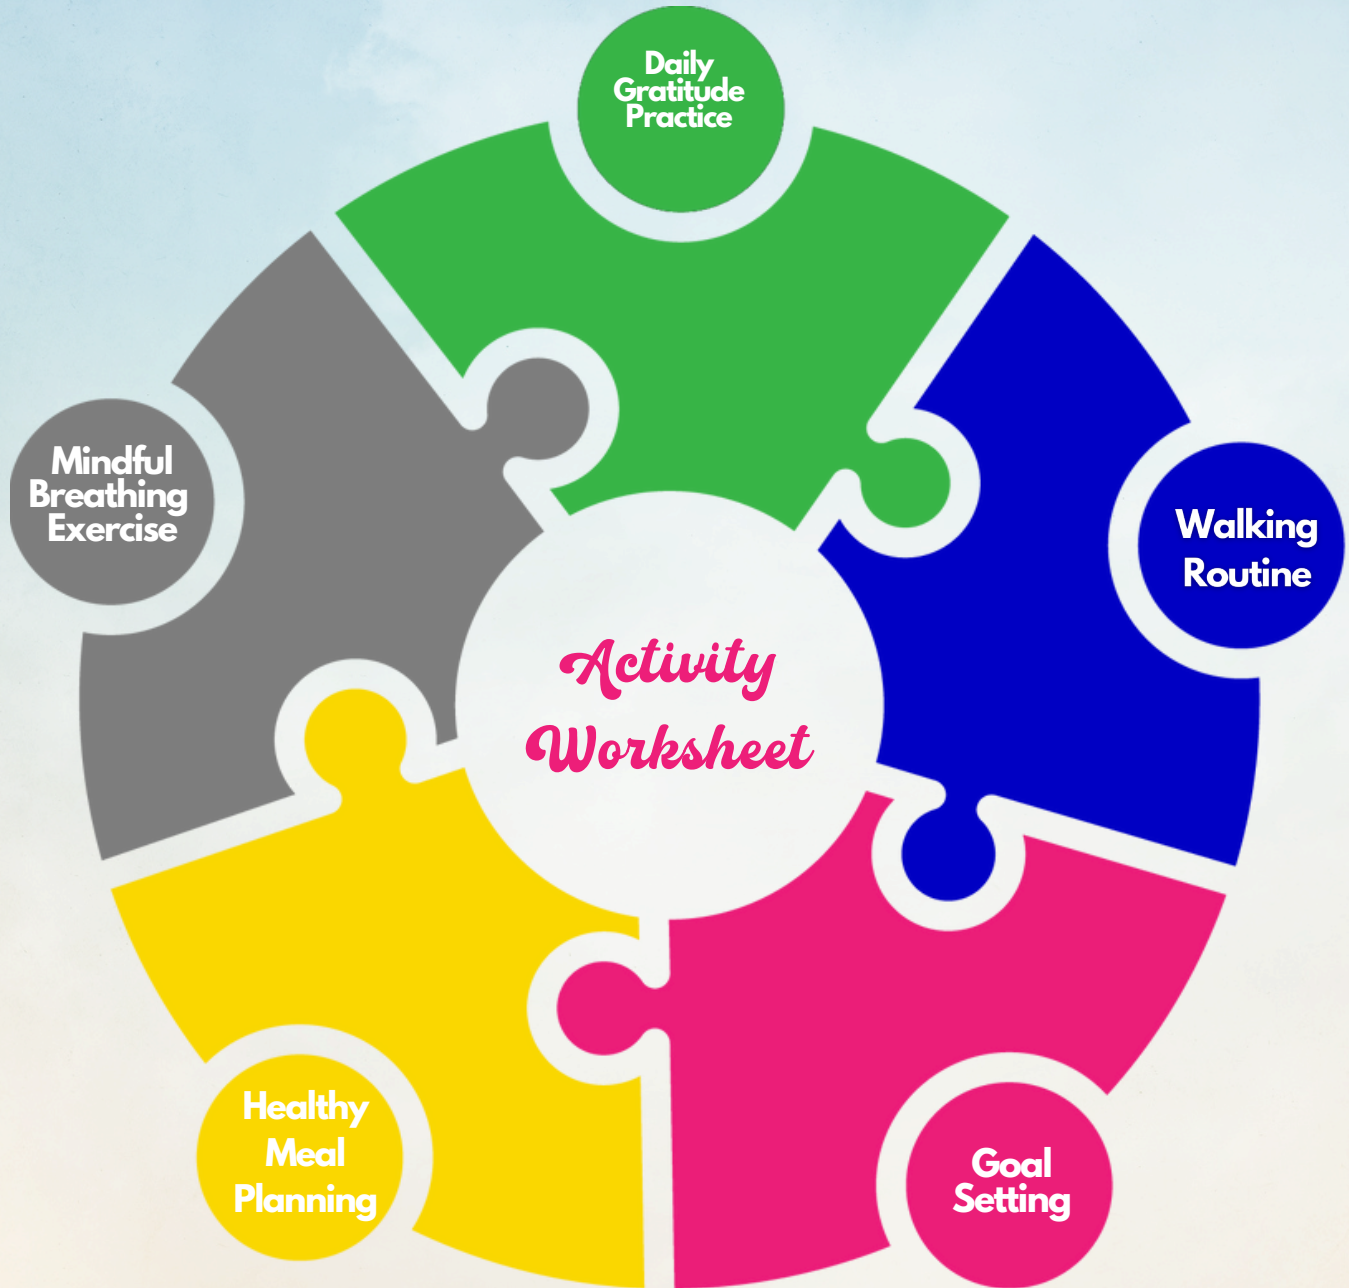 Daily
Gratitude
Practice
Mindful
Breathing
Exercise
Walking
Routine
Activity
Worksheet
Healthy
Meal
Planning
Goal
Setting